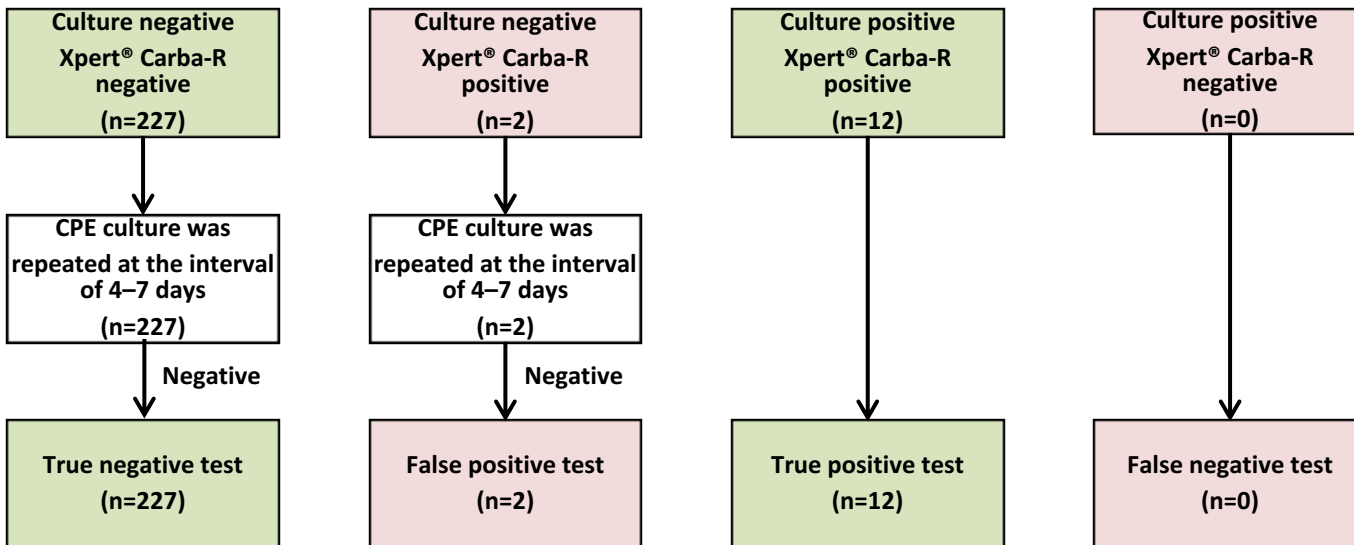 Culture negative
Xpert® Carba-R
negative
(n=227)
Culture negative
Xpert® Carba-R
positive
(n=2)
Culture positive
Xpert® Carba-R
positive
(n=12)
Culture positive
Xpert® Carba-R
negative
(n=0)
CPE culture was
repeated at the interval
of 4–7 days
(n=227)
CPE culture was
repeated at the interval
of 4–7 days
(n=2)
Negative
Negative
True negative test
(n=227)
False positive test
(n=2)
True positive test
(n=12)
False negative test
(n=0)